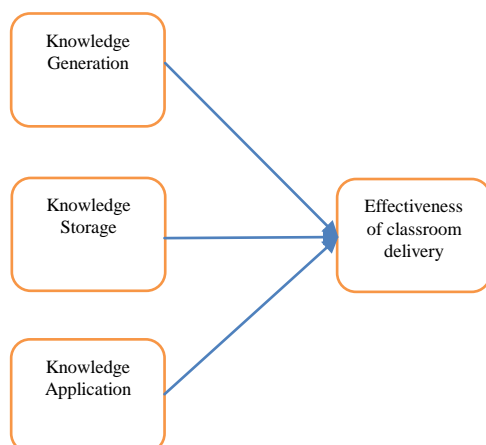 Knowledge
Generation
Knowledge
Storage
Effectiveness
of classroom
delivery
Knowledge
Application